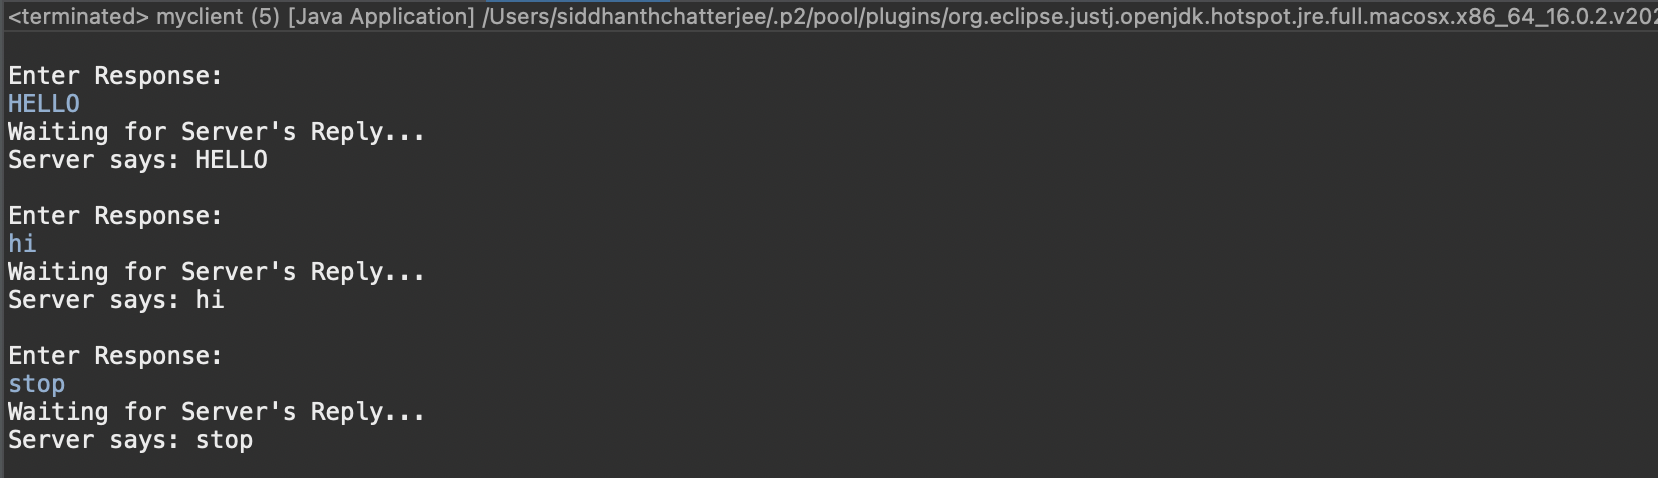 <terminated> myclient (5) [Java Application] /Users/siddhanthchatterjee/.p2/pool/plugins/org.eclipse.justj.openjdk.hotspot.jre.full.macosx.x86_64_16.0.2.v202
Enter Response:
HELLO
Waiting for Server's Reply...
Server says: HELLO
Enter Response:
hi
Waiting for Server's Reply...
Server says: hi
Enter Response:
stop
Waiting for Server's Reply...
Server says: stop